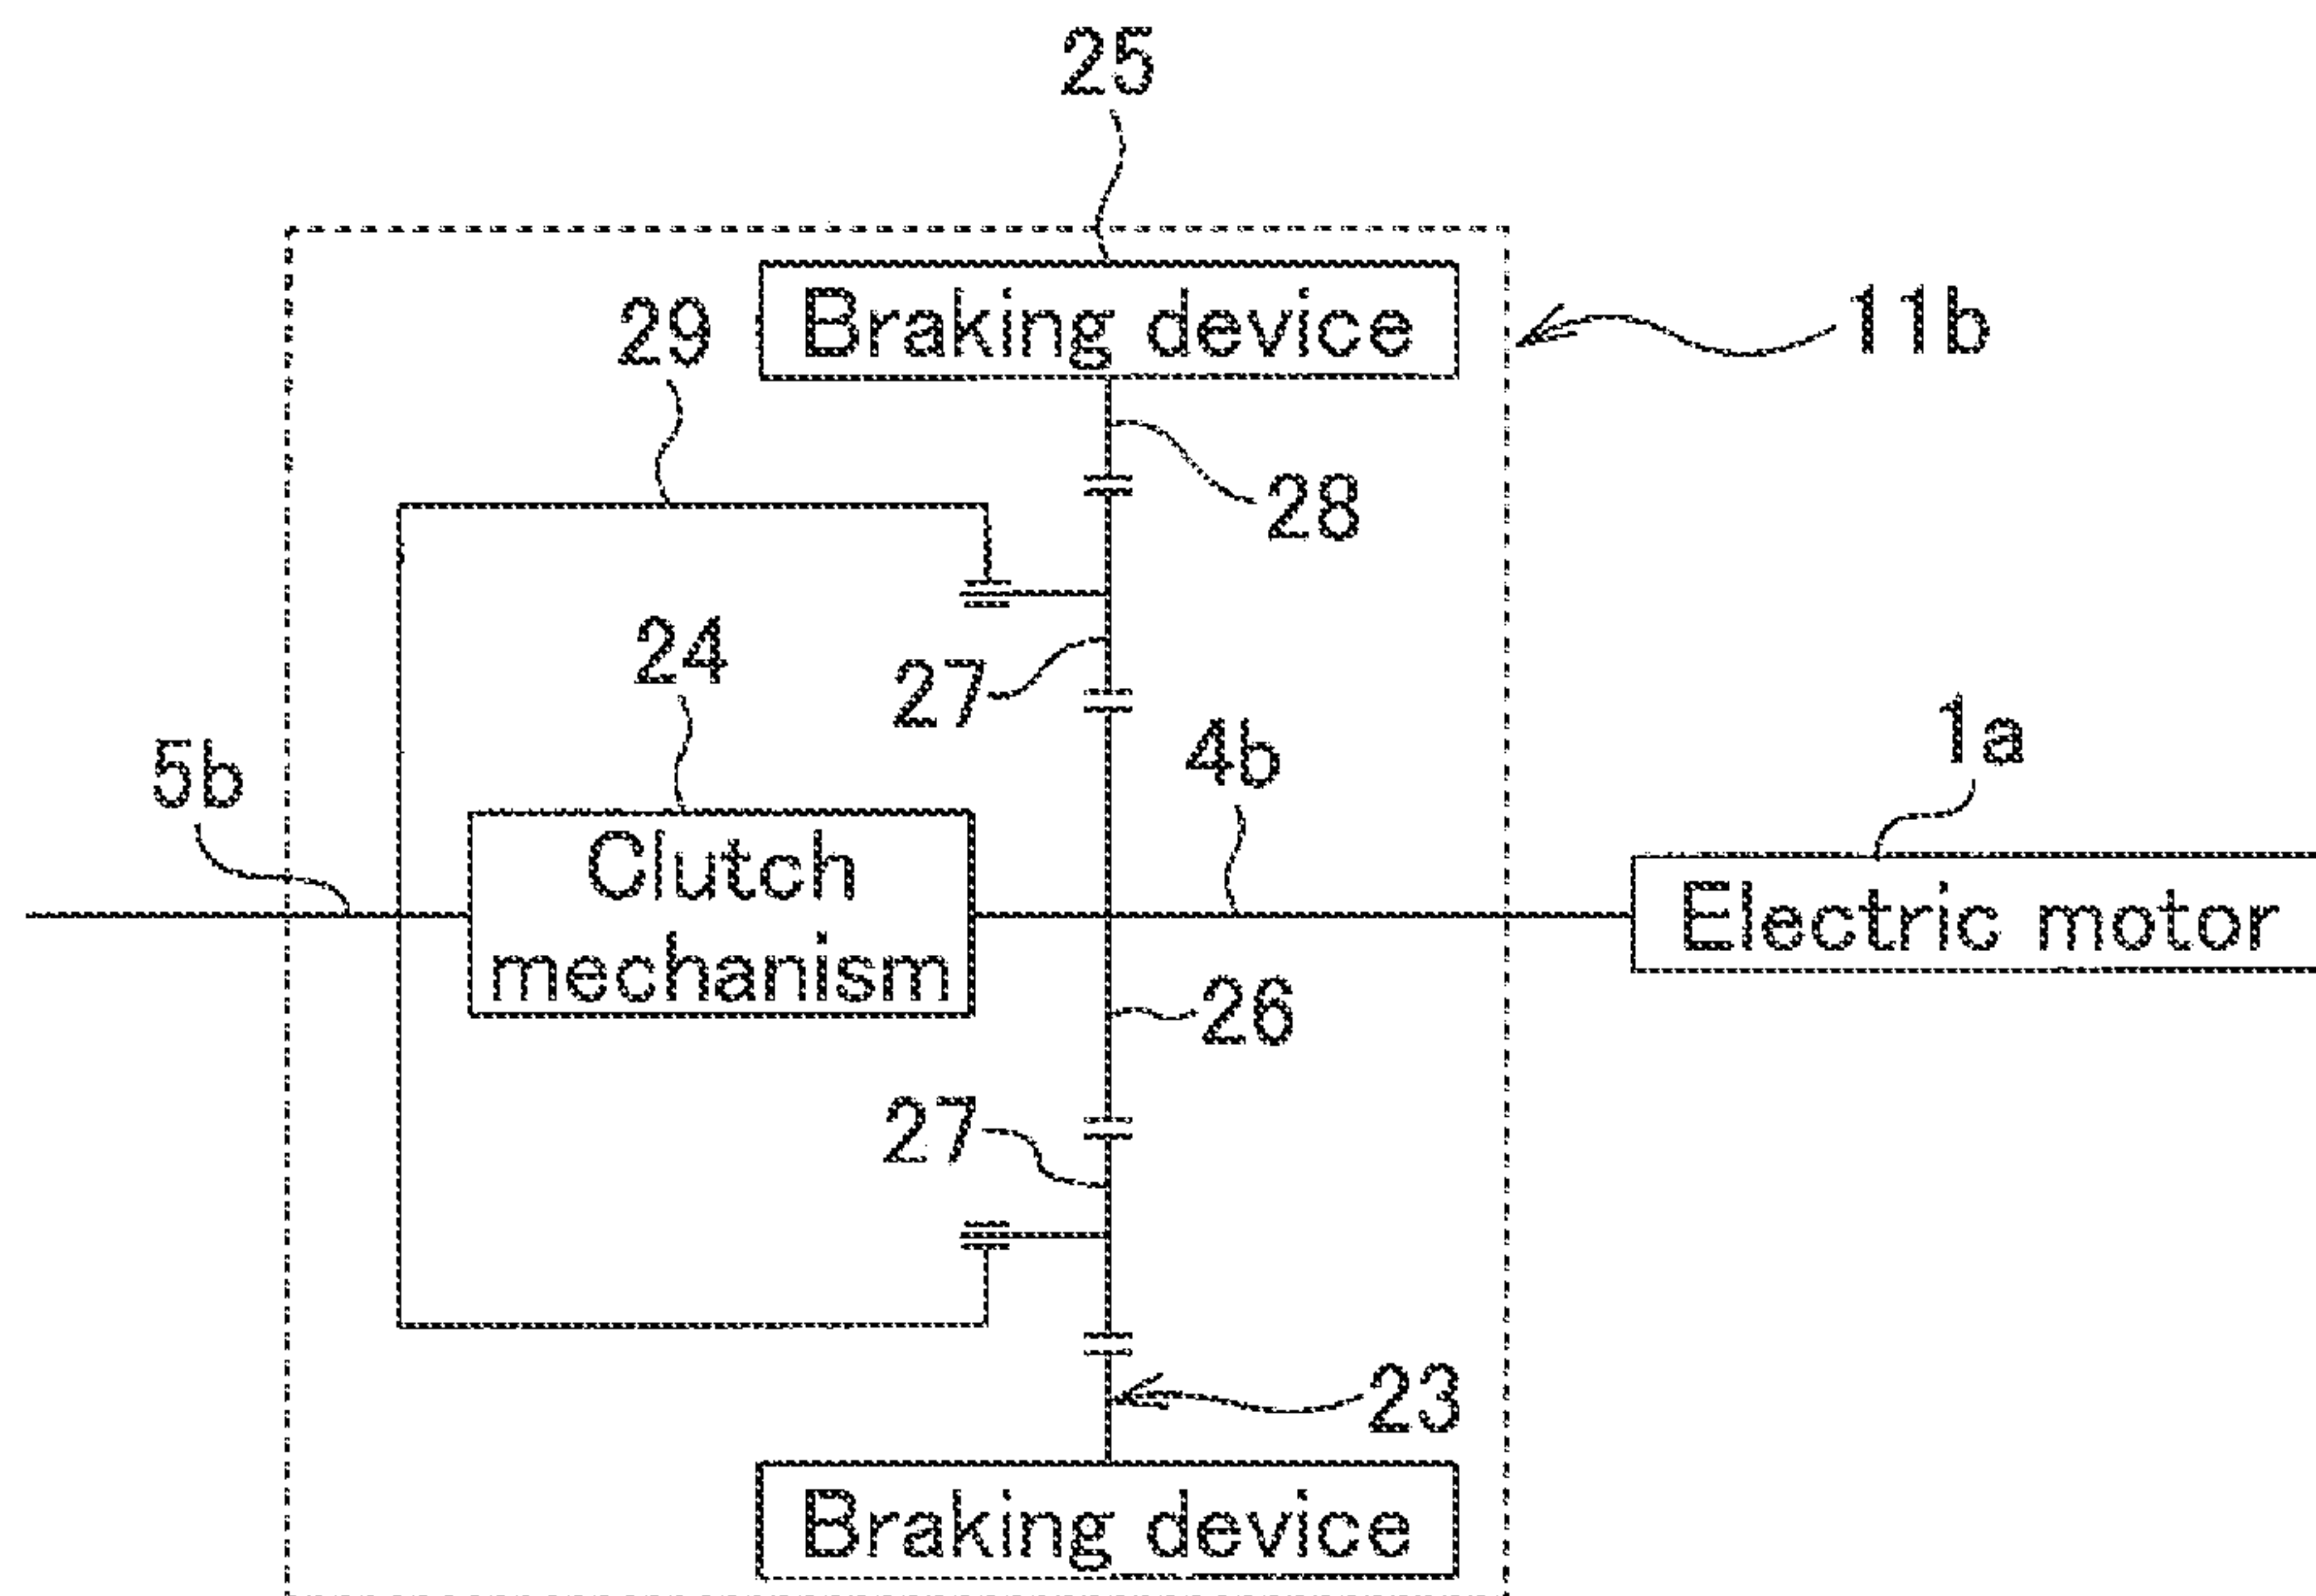 25
Braking device
11b
29
28
24
27
5b
4b
1a
Clutch
mechanism
Electric motor
26
27
23
Braking device